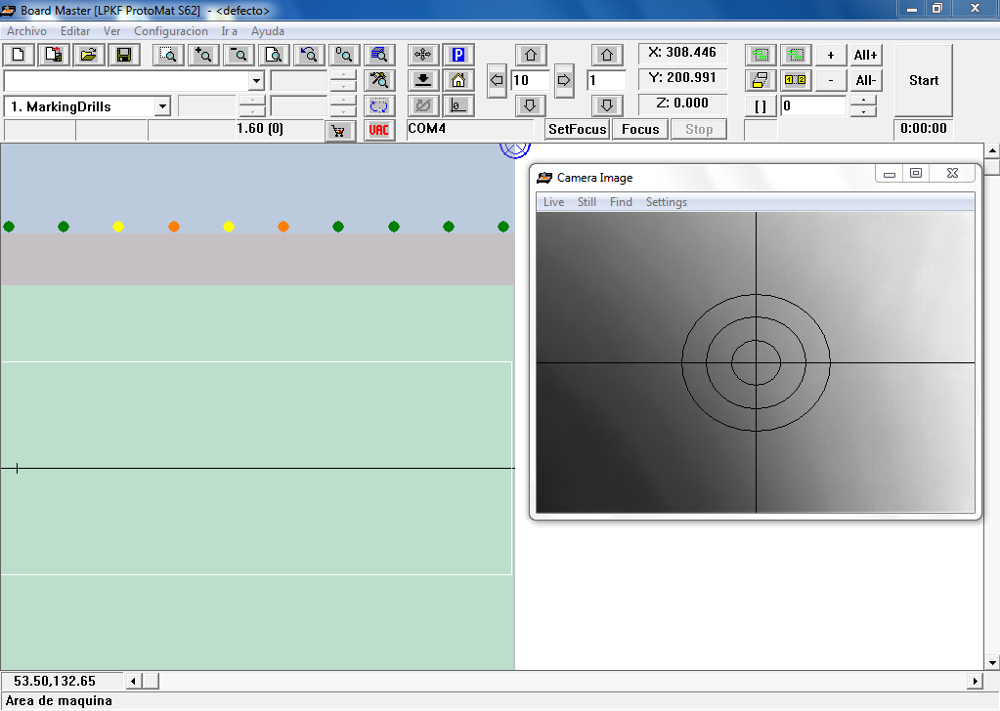 Board Master [LPKF ProtoMat S62] - <defecto>
Archivo Editar Ver Configuracion Ir a Ayuda
P 10 1 X: 308.446 + All+
Y: 200.991 1 2 - All- Start
1. MarkingDrills Z: 0.000 [ ] 0
1.60 (0) VAC COM4 SetFocus Focus Stop 0:00:00
Camera Image
Live Still Find Settings
53.50,132.65
Area de maquina